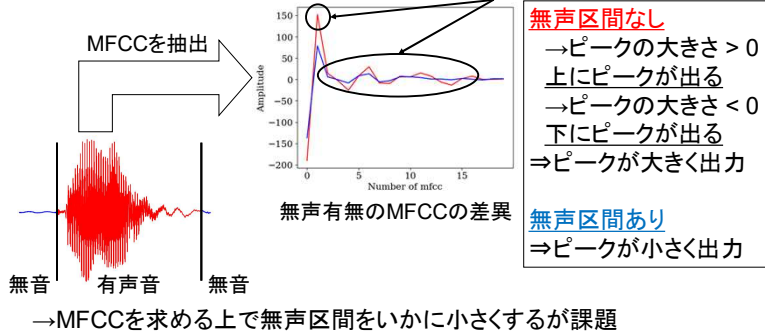 MFCCを抽出
150
100
50
0
−50
−100
−150
−200
Amplitude
0
5
10
15
Number of mfcc
無声有無のMFCCの差異
無音
有声音
無音
無声区間なし
→ピークの大きさ > 0
上にピークが出る
→ピークの大きさ < 0
下にピークが出る
⇒ピークが大きく出力
無声区間あり
⇒ピークが小さく出力
→MFCCを求める上で無声区間をいかに小さくするが課題